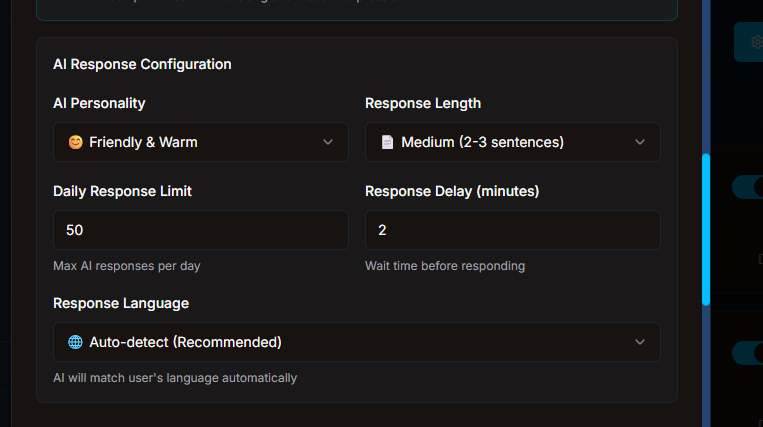 AI Response Configuration
AI Personality
Response Length
😊 Friendly & Warm
📄 Medium (2-3 sentences)
Daily Response Limit
Response Delay (minutes)
50
2
Max AI responses per day
Wait time before responding
Response Language
🌐 Auto-detect (Recommended)
AI will match user's language automatically